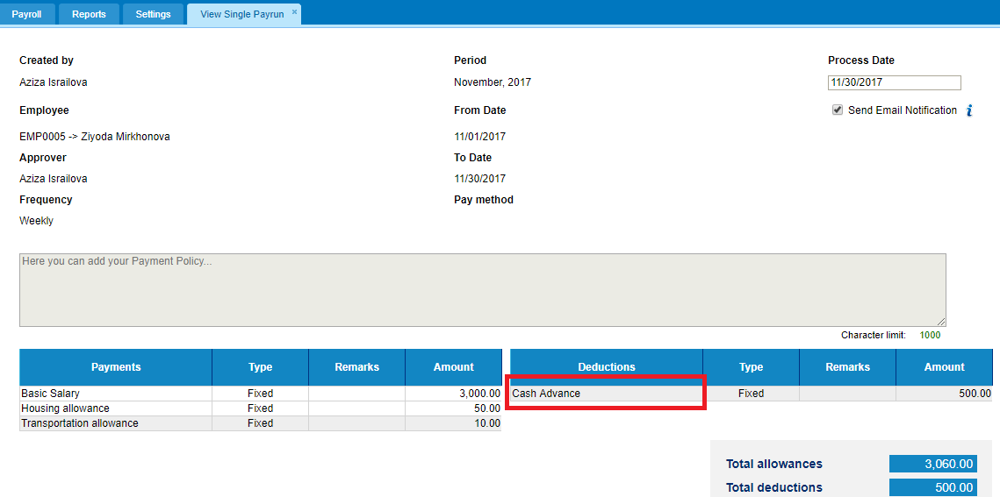 Payroll Reports Settings View Single Payrun ×
Created by Period Process Date
Aziza Israilova November, 2017 11/30/2017
Employee From Date Send Email Notification i
EMP0005 -> Ziyoda Mirkhonova 11/01/2017
Approver To Date
Aziza Israilova 11/30/2017
Frequency Pay method
Weekly
Here you can add your Payment Policy...
Character limit: 1000
Payments Type Remarks Amount Deductions Type Remarks Amount
Basic Salary Fixed 3,000.00 Cash Advance Fixed 500.00
Housing allowance Fixed 50.00
Transportation allowance Fixed 10.00
Total allowances 3,060.00
Total deductions 500.00